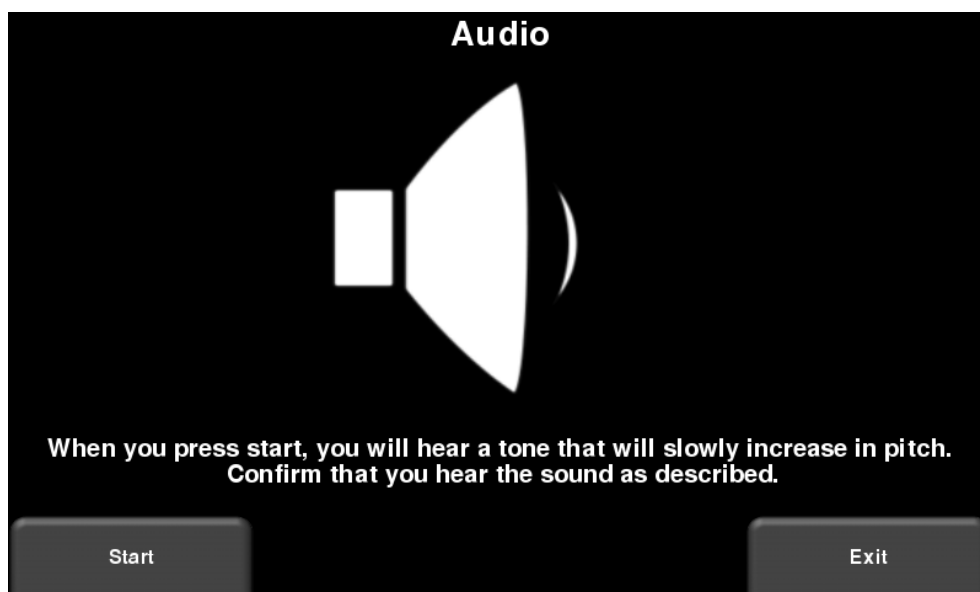 Audio
When you press start, you will hear a tone that will slowly increase in pitch.
Confirm that you hear the sound as described.
Start
Exit